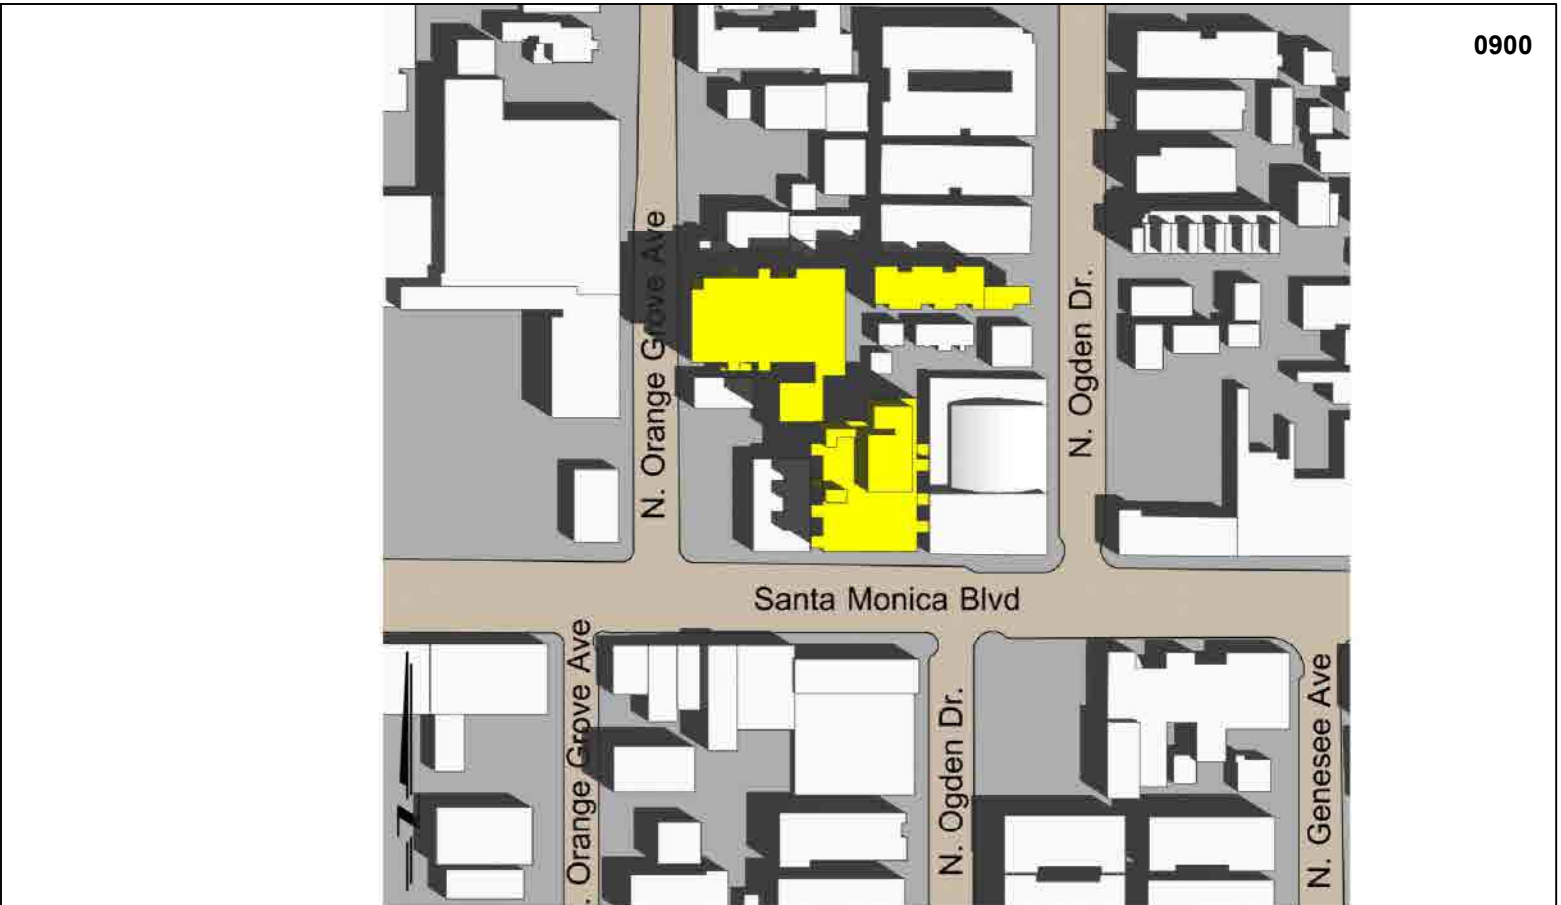 0900
N. Orange Grove Ave
N. Ogden Dr.
Santa Monica Blvd
. Orange Grove Ave
N. Ogden Dr.
N. Genesee Ave